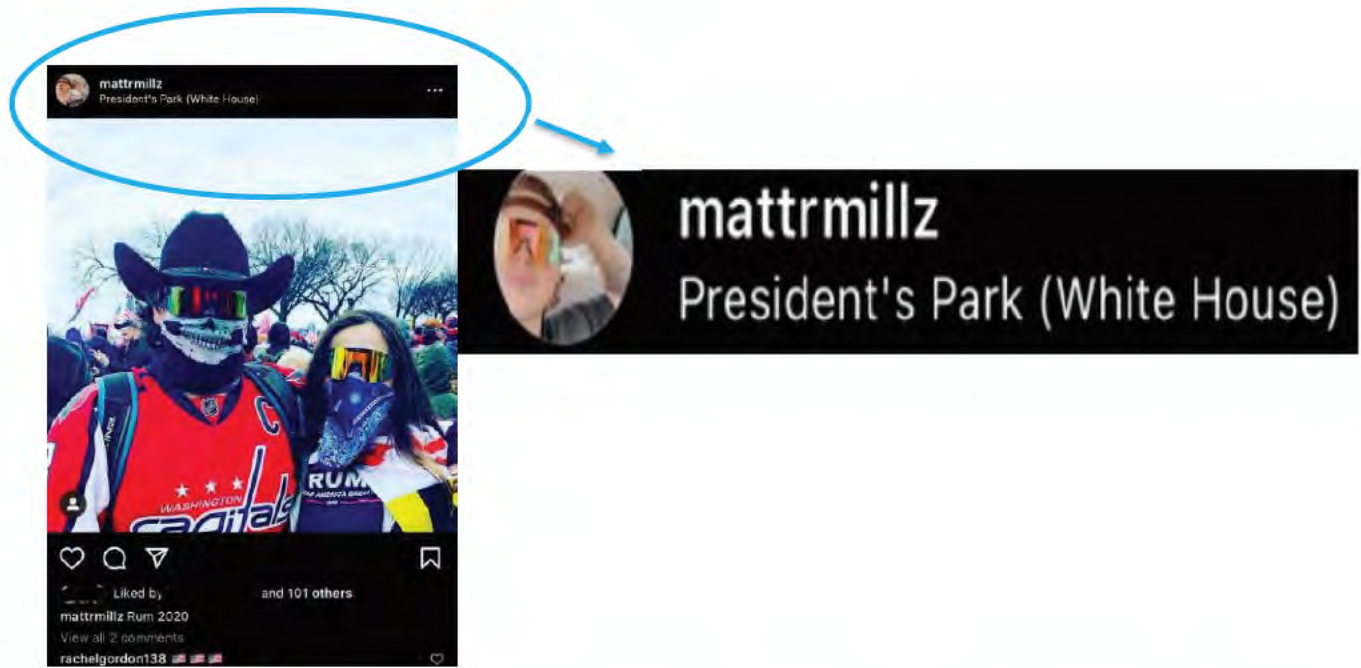 mattrmillz
President's Park (White House)
mattrmillz
President's Park (White House)
C
WASHINGTON
capitals
RUM
Liked by and 101 others
mattrmillz Rum 2020
View all 2 comments
rachelgordon138 🇺🇸 🇺🇸 🇺🇸